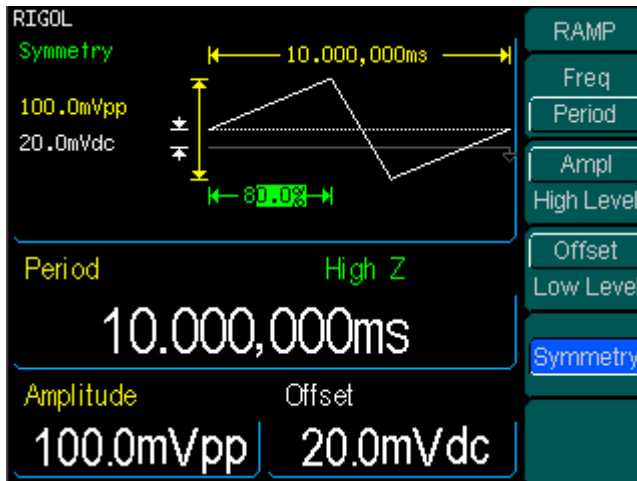 RIGOL
Symmetry
10.000,000ms
100.0mVpp
20.0mVdc
80.0%
Period
High Z
10.000,000ms
Amplitude
Offset
100.0mVpp
20.0mVdc
RAMP
Freq
Period
Ampl
High Level
Offset
Low Leve
Symmetry